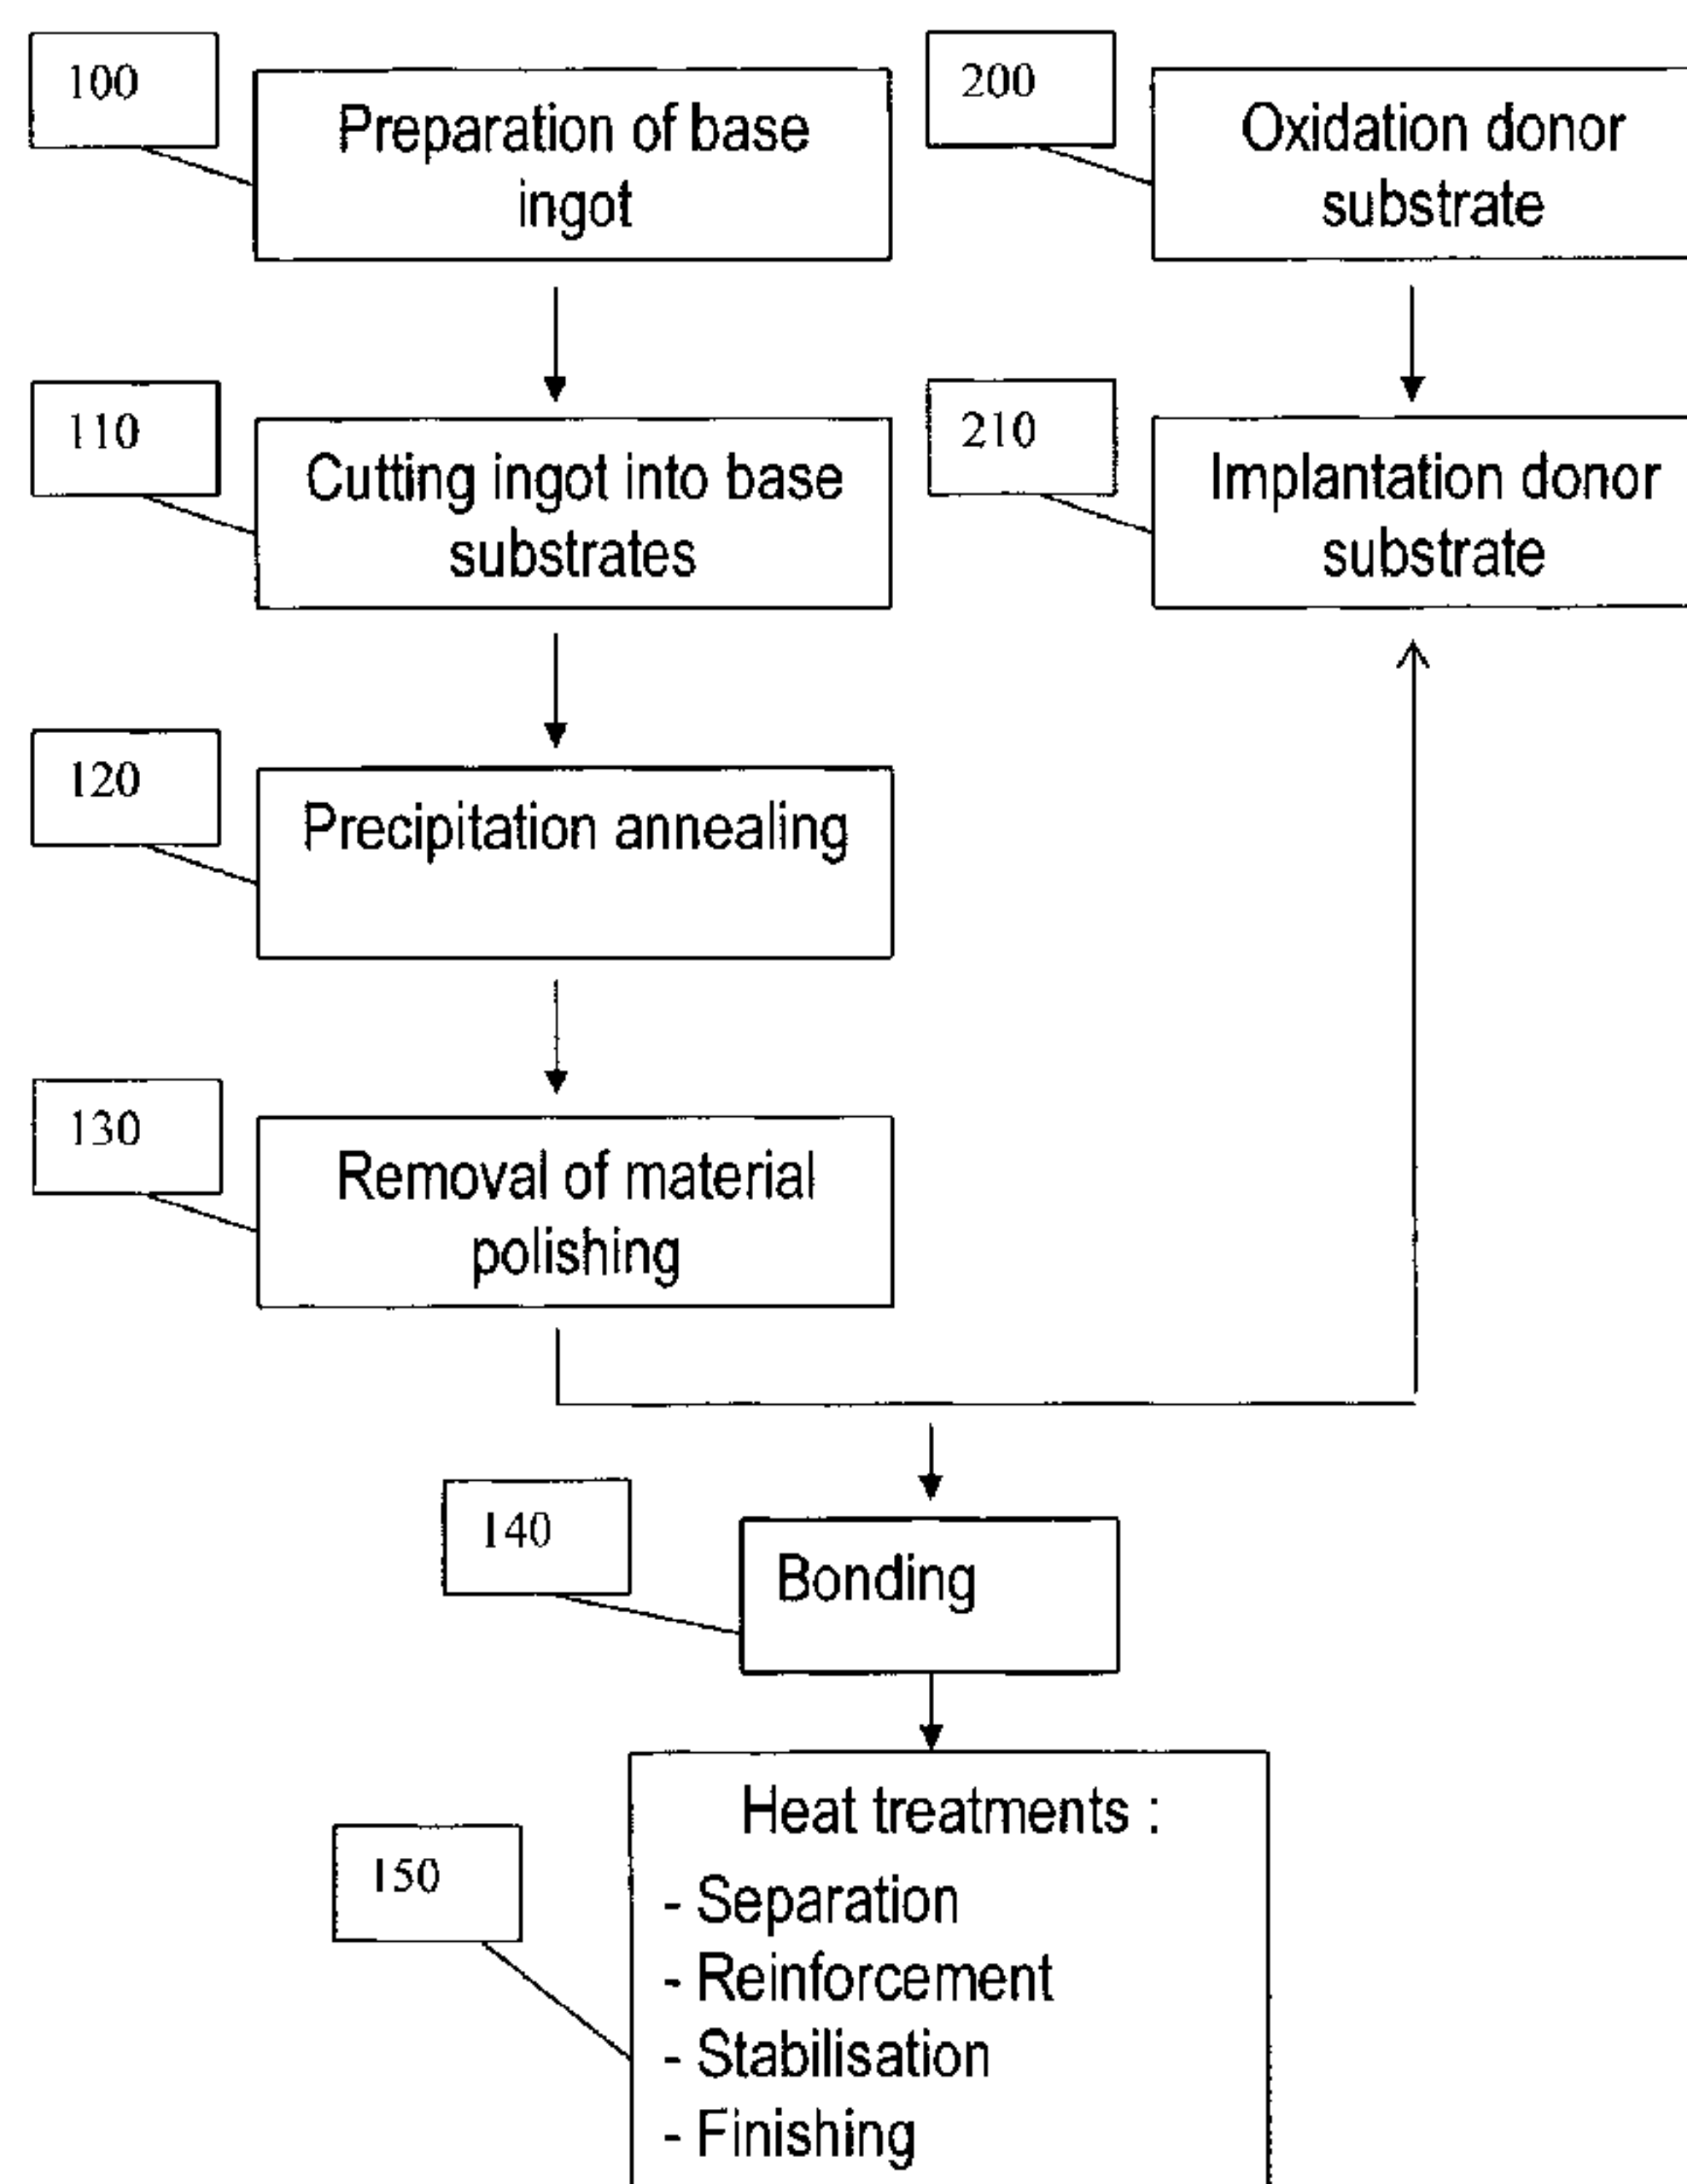 100
Preparation of base
ingot
200
Oxidation donor
substrate
110
Cutting ingot into base
substrates
210
Implantation donor
substrate
120
Precipitation annealing
130
Removal of material
polishing
140
Bonding
150
Heat treatments :
- Separation
- Reinforcement
- Stabilisation
- Finishing